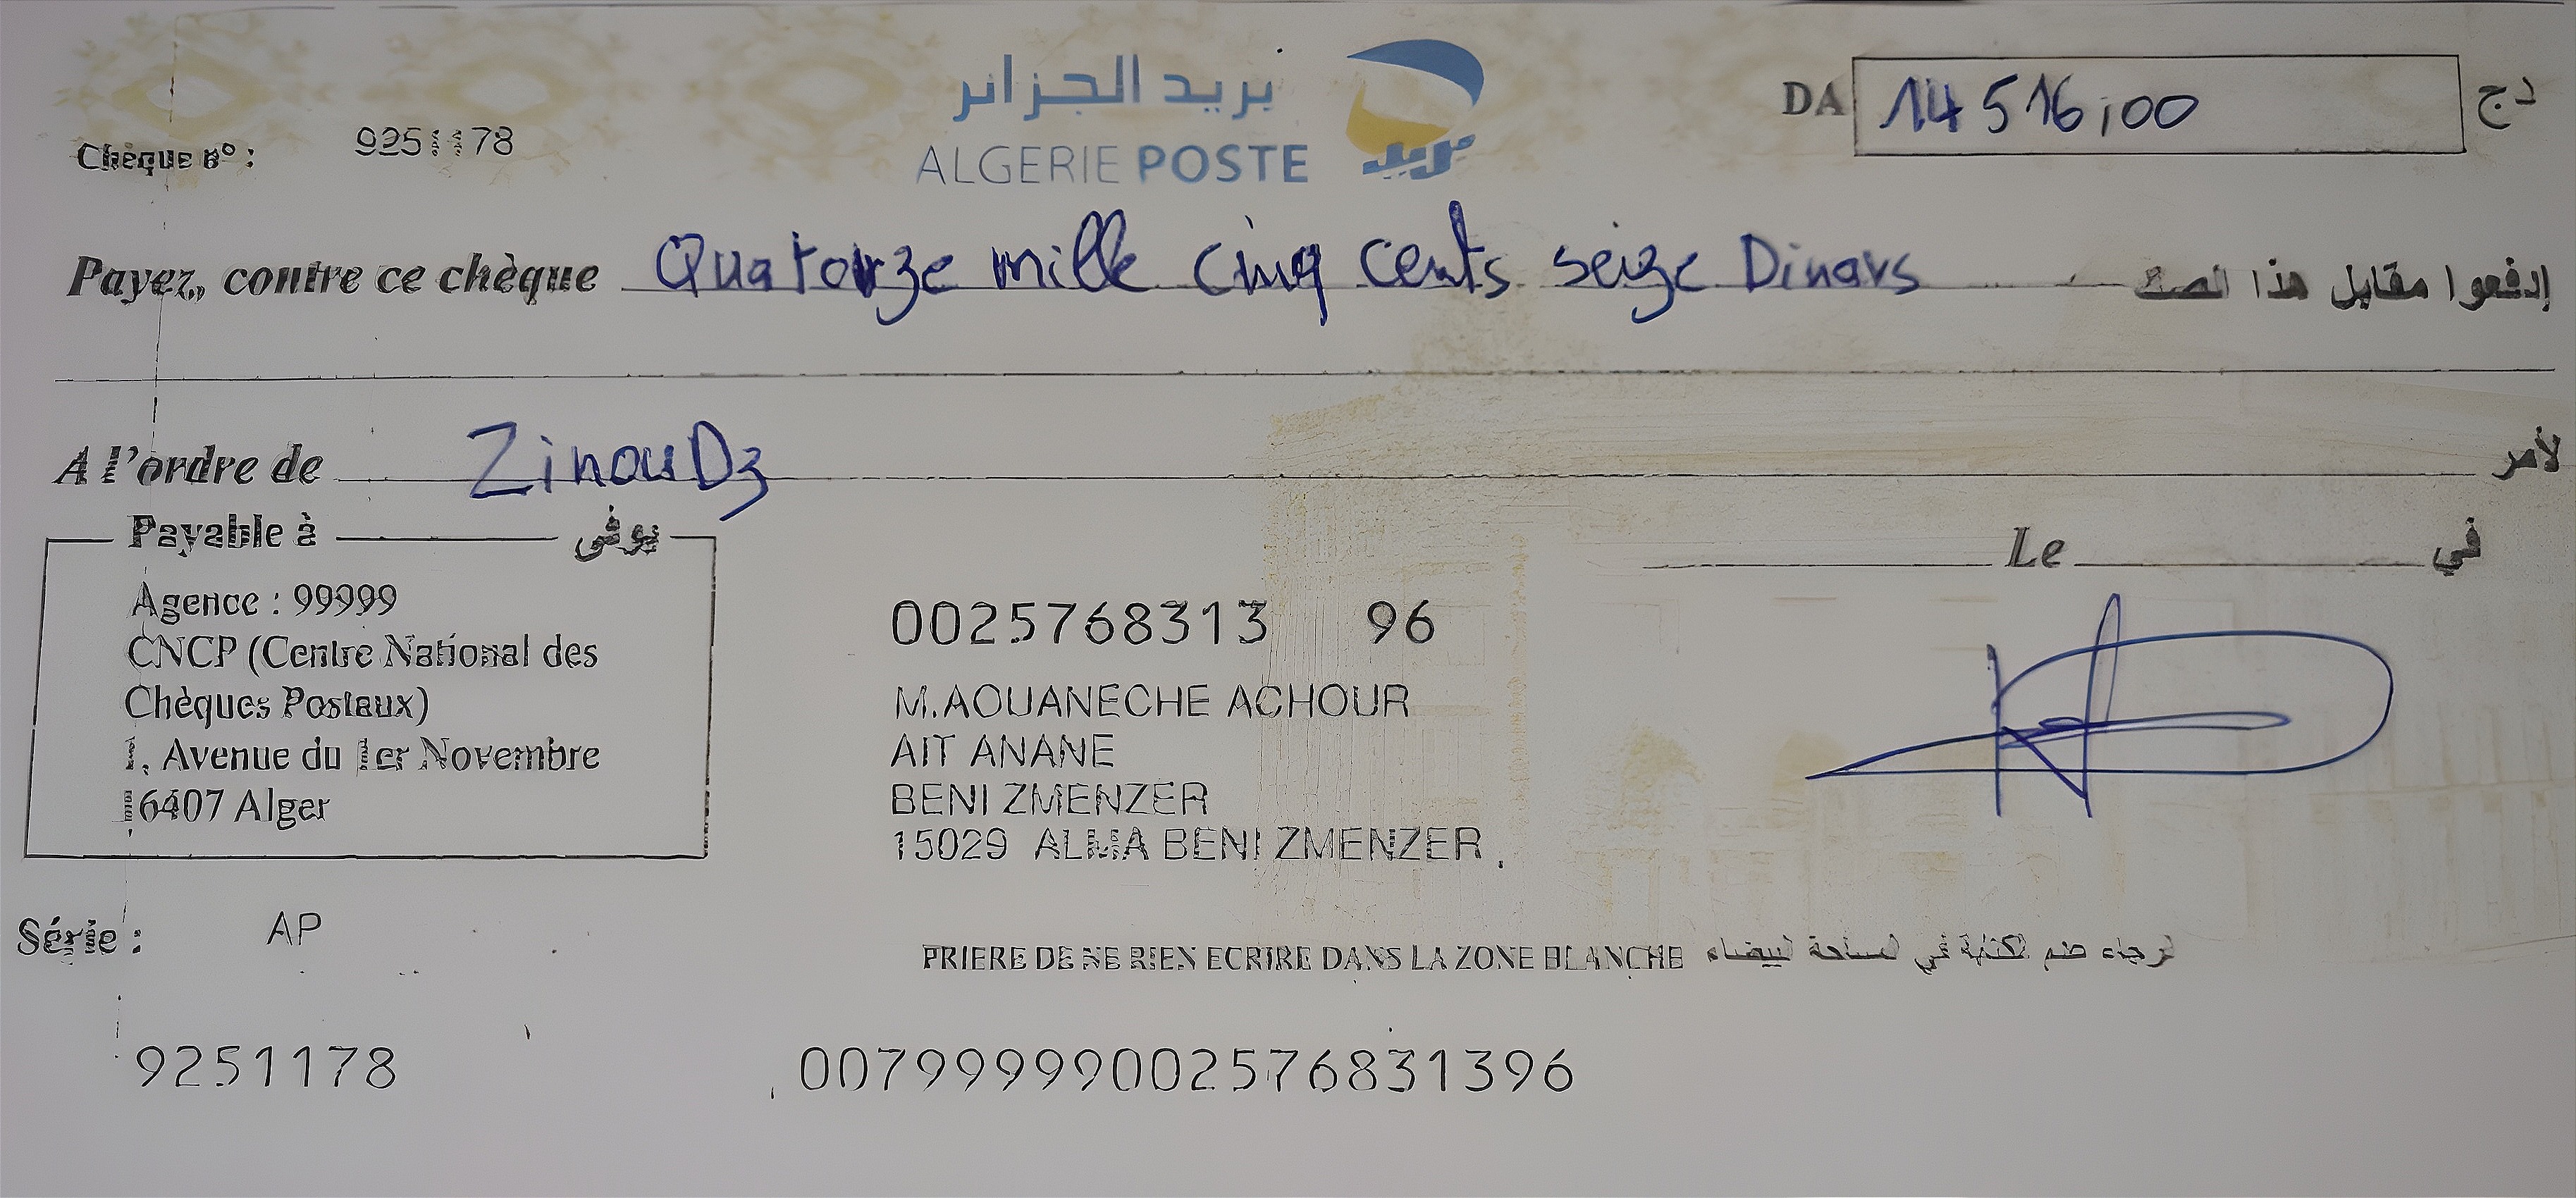 بريد الجزائر
ALGERIE POSTE
بريد
DA 14 516,00 دج
Chèque n° : 9251178
Payez, contre ce chèque Quatorze mille cinq cents seize Dinars إدفعوا مقابل هذا الصك
A l'ordre de ZinouDz لأمر
Payable à يوفى
Agence : 99999
CNCP (Centre National des
Chèques Postaux)
1, Avenue du 1er Novembre
16407 Alger
Le في
0025768313 96
M.AOUANECHE ACHOUR
AIT ANANE
BENI ZMENZER
15029 ALMA BENI ZMENZER
Série : AP
PRIERE DE NE RIEN ECRIRE DANS LA ZONE BLANCHE الرجاء عدم الكتابة في المساحة البيضاء
9251178
00799999002576831396